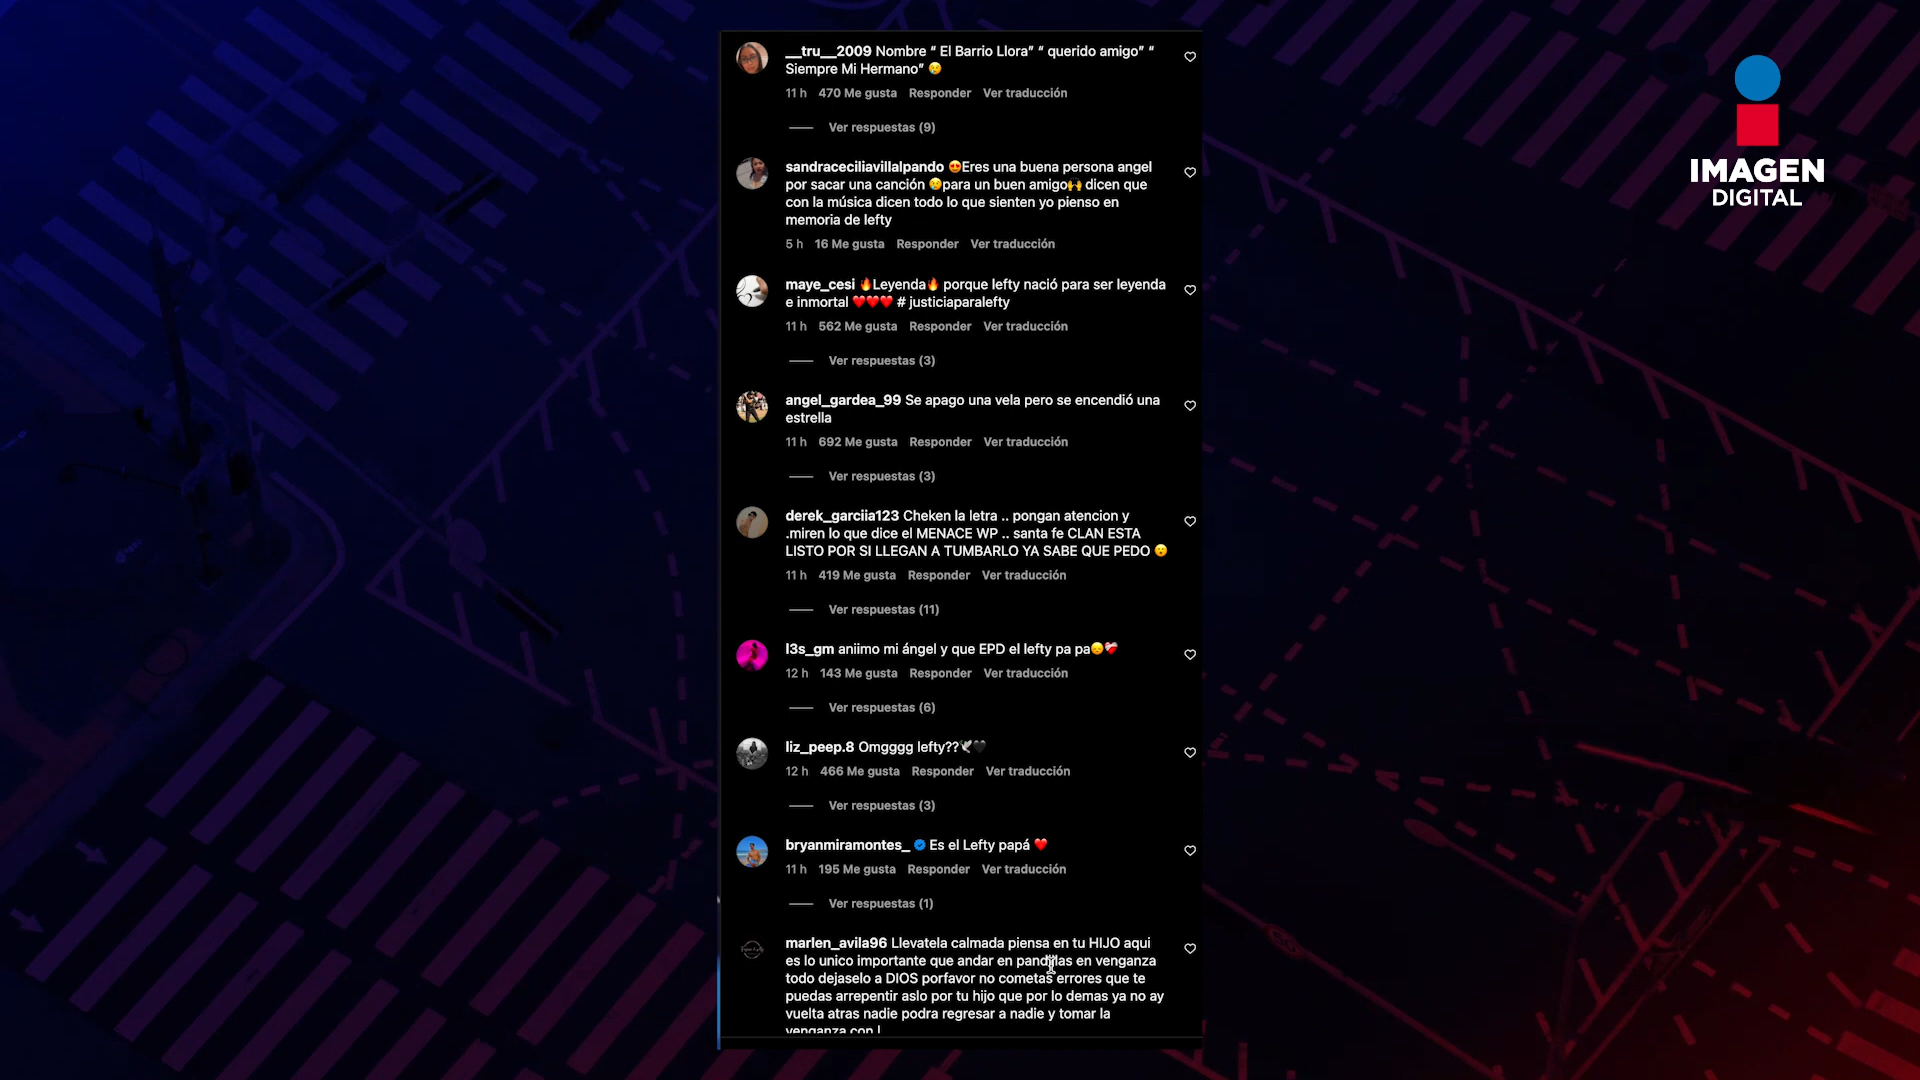 __tru__2009 Nombre “ El Barrio Llora” “ querido amigo” “
Siempre Mi Hermano” 😢
11 h 470 Me gusta Responder Ver traducción
Ver respuestas (9)
sandraceciliavillalpando 😍Eres una buena persona angel
por sacar una canción 😢para un buen amigo🙌 dicen que
con la música dicen todo lo que sienten yo pienso en
memoria de lefty
5 h 16 Me gusta Responder Ver traducción
maye_cesi 🔥Leyenda🔥 porque lefty nació para ser leyenda
e inmortal ❤️❤️❤️ # justiciaparalefty
11 h 562 Me gusta Responder Ver traducción
Ver respuestas (3)
angel_gardea_99 Se apago una vela pero se encendió una
estrella
11 h 692 Me gusta Responder Ver traducción
Ver respuestas (3)
derek_garciia123 Cheken la letra .. pongan atencion y
.miren lo que dice el MENACE WP .. santa fe CLAN ESTA
LISTO POR SI LLEGAN A TUMBARLO YA SABE QUE PEDO 😮
11 h 419 Me gusta Responder Ver traducción
Ver respuestas (11)
l3s_gm aniimo mi ángel y que EPD el lefty pa pa😞❤️‍🩹
12 h 143 Me gusta Responder Ver traducción
Ver respuestas (6)
liz_peep.8 Omgggg lefty??🕊🖤
12 h 466 Me gusta Responder Ver traducción
Ver respuestas (3)
bryanmiramontes_ Es el Lefty papá ❤️
11 h 195 Me gusta Responder Ver traducción
Ver respuestas (1)
marlen_avila96 Llevatela calmada piensa en tu HIJO aqui
es lo unico importante que andar en pandillas en venganza
todo dejaselo a DIOS porfavor no cometas errores que te
puedas arrepentir aslo por tu hijo que por lo demas ya no ay
vuelta atras nadie podra regresar a nadie y tomar la
venganza con l
IMAGEN
DIGITAL